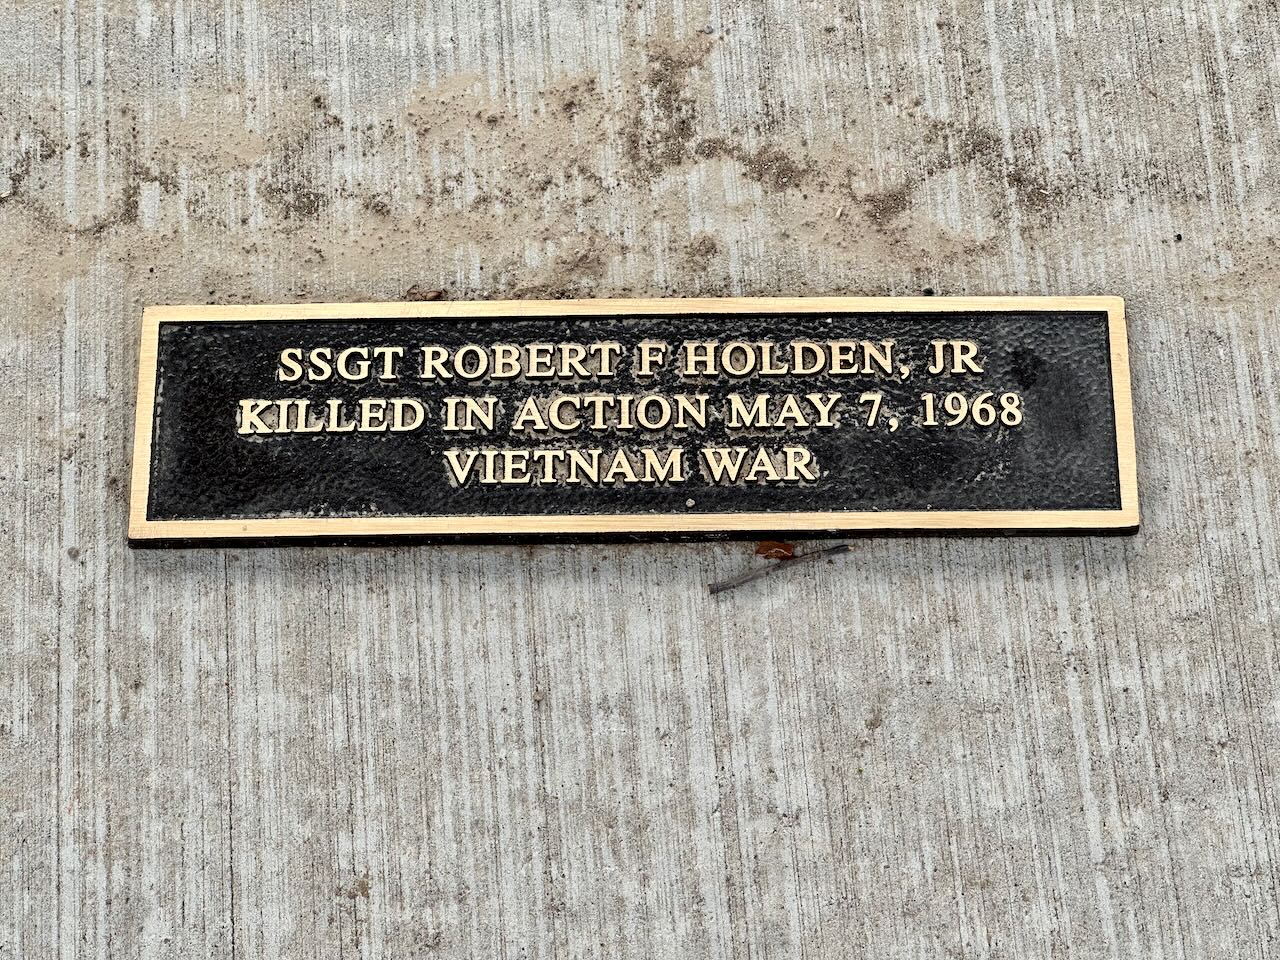 SSGT ROBERT F HOLDEN, JR
KILLED IN ACTION MAY 7, 1968
VIETNAM WAR